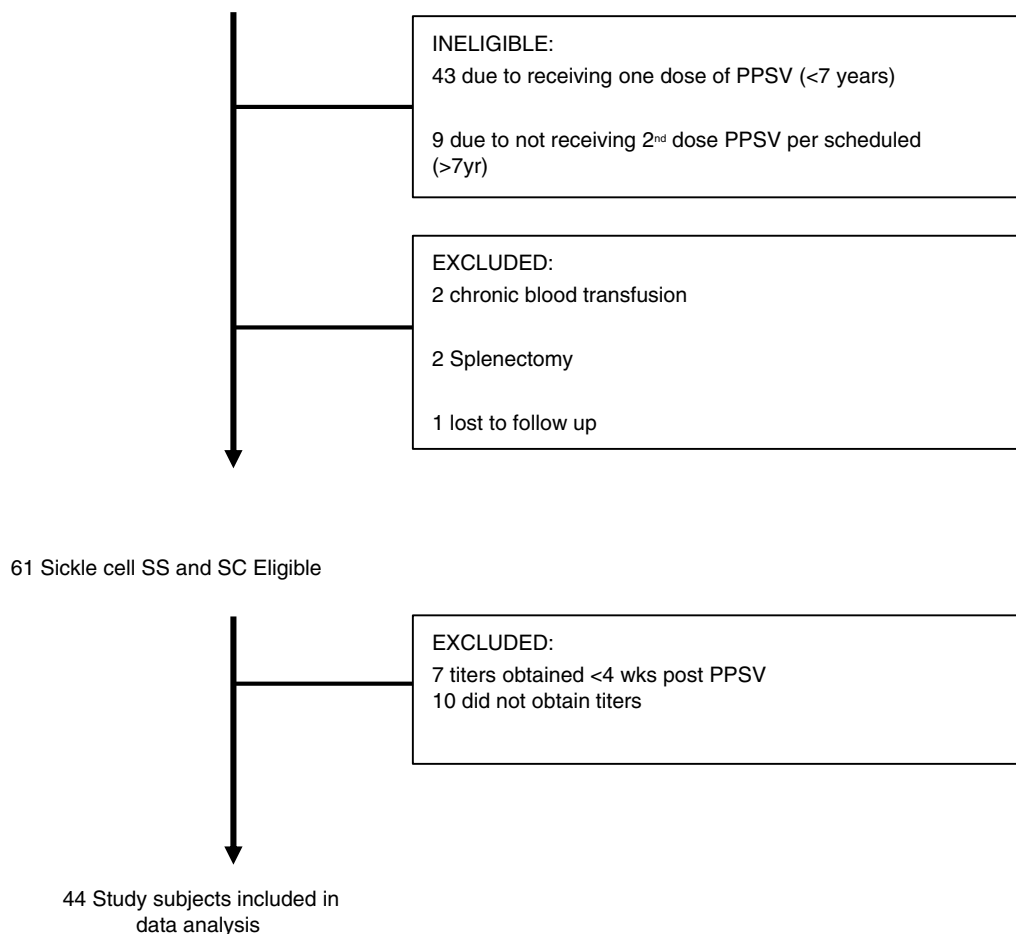 INELIGIBLE:
43 due to receiving one dose of PPSV (<7 years)
9 due to not receiving 2nd dose PPSV per scheduled
(>7yr)
EXCLUDED:
2 chronic blood transfusion
2 Splenectomy
1 lost to follow up
61 Sickle cell SS and SC Eligible
EXCLUDED:
7 titers obtained <4 wks post PPSV
10 did not obtain titers
44 Study subjects included in
data analysis